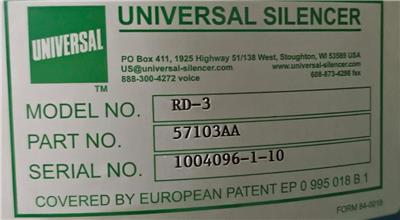 UNIVERSAL SILENCER
UNIVERSAL
TM
PO Box 411, 1925 Highway 51/138 West, Stoughton, WI 53589 USA
US@universal-silencer.com universal-silencer.com
888-300-4272 voice 608-873-4298 fax
MODEL NO. RD-3
PART NO. 57103AA
SERIAL NO. 1004096-1-10
COVERED BY EUROPEAN PATENT EP 0 995 018 B 1
FORM 84-0019